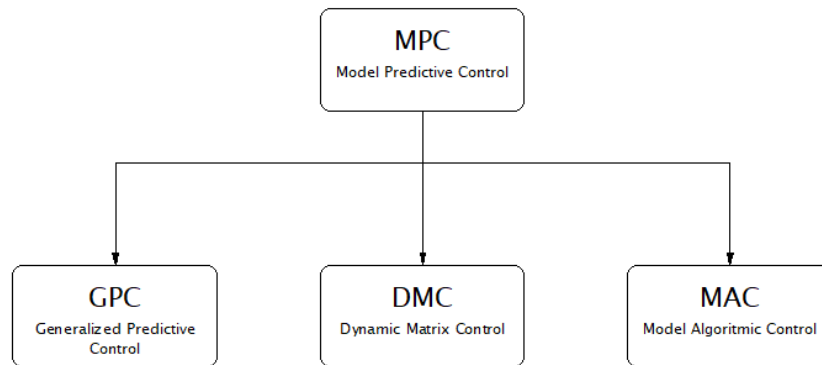 MPC
Model Predictive Control
GPC
Generalized Predictive
Control
DMC
Dynamic Matrix Control
MAC
Model Algoritmic Control